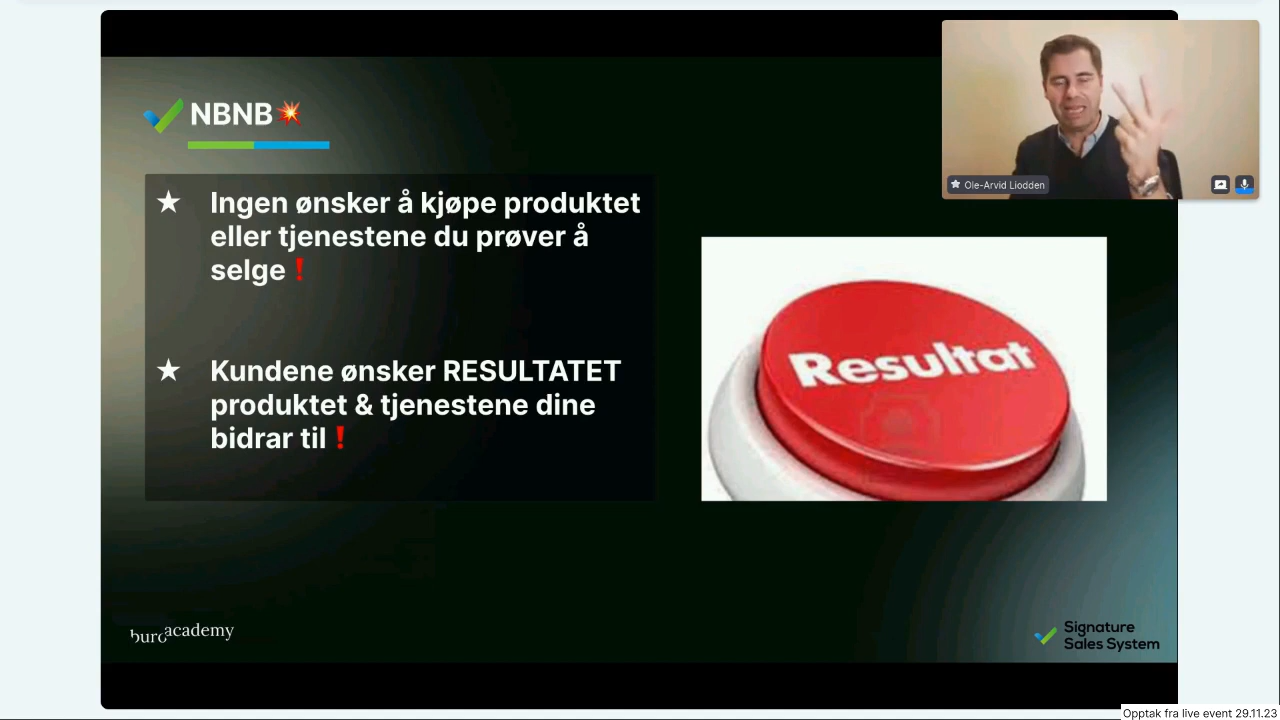 NBNB💥
Ole-Arvid Liodden
★ Ingen ønsker å kjøpe produktet
eller tjenestene du prøver å
selge ❗
★ Kundene ønsker RESULTATET
produktet & tjenestene dine
bidrar til ❗
Resultat
buro academy
Signature
Sales System
Opptak fra live event 29.11.23